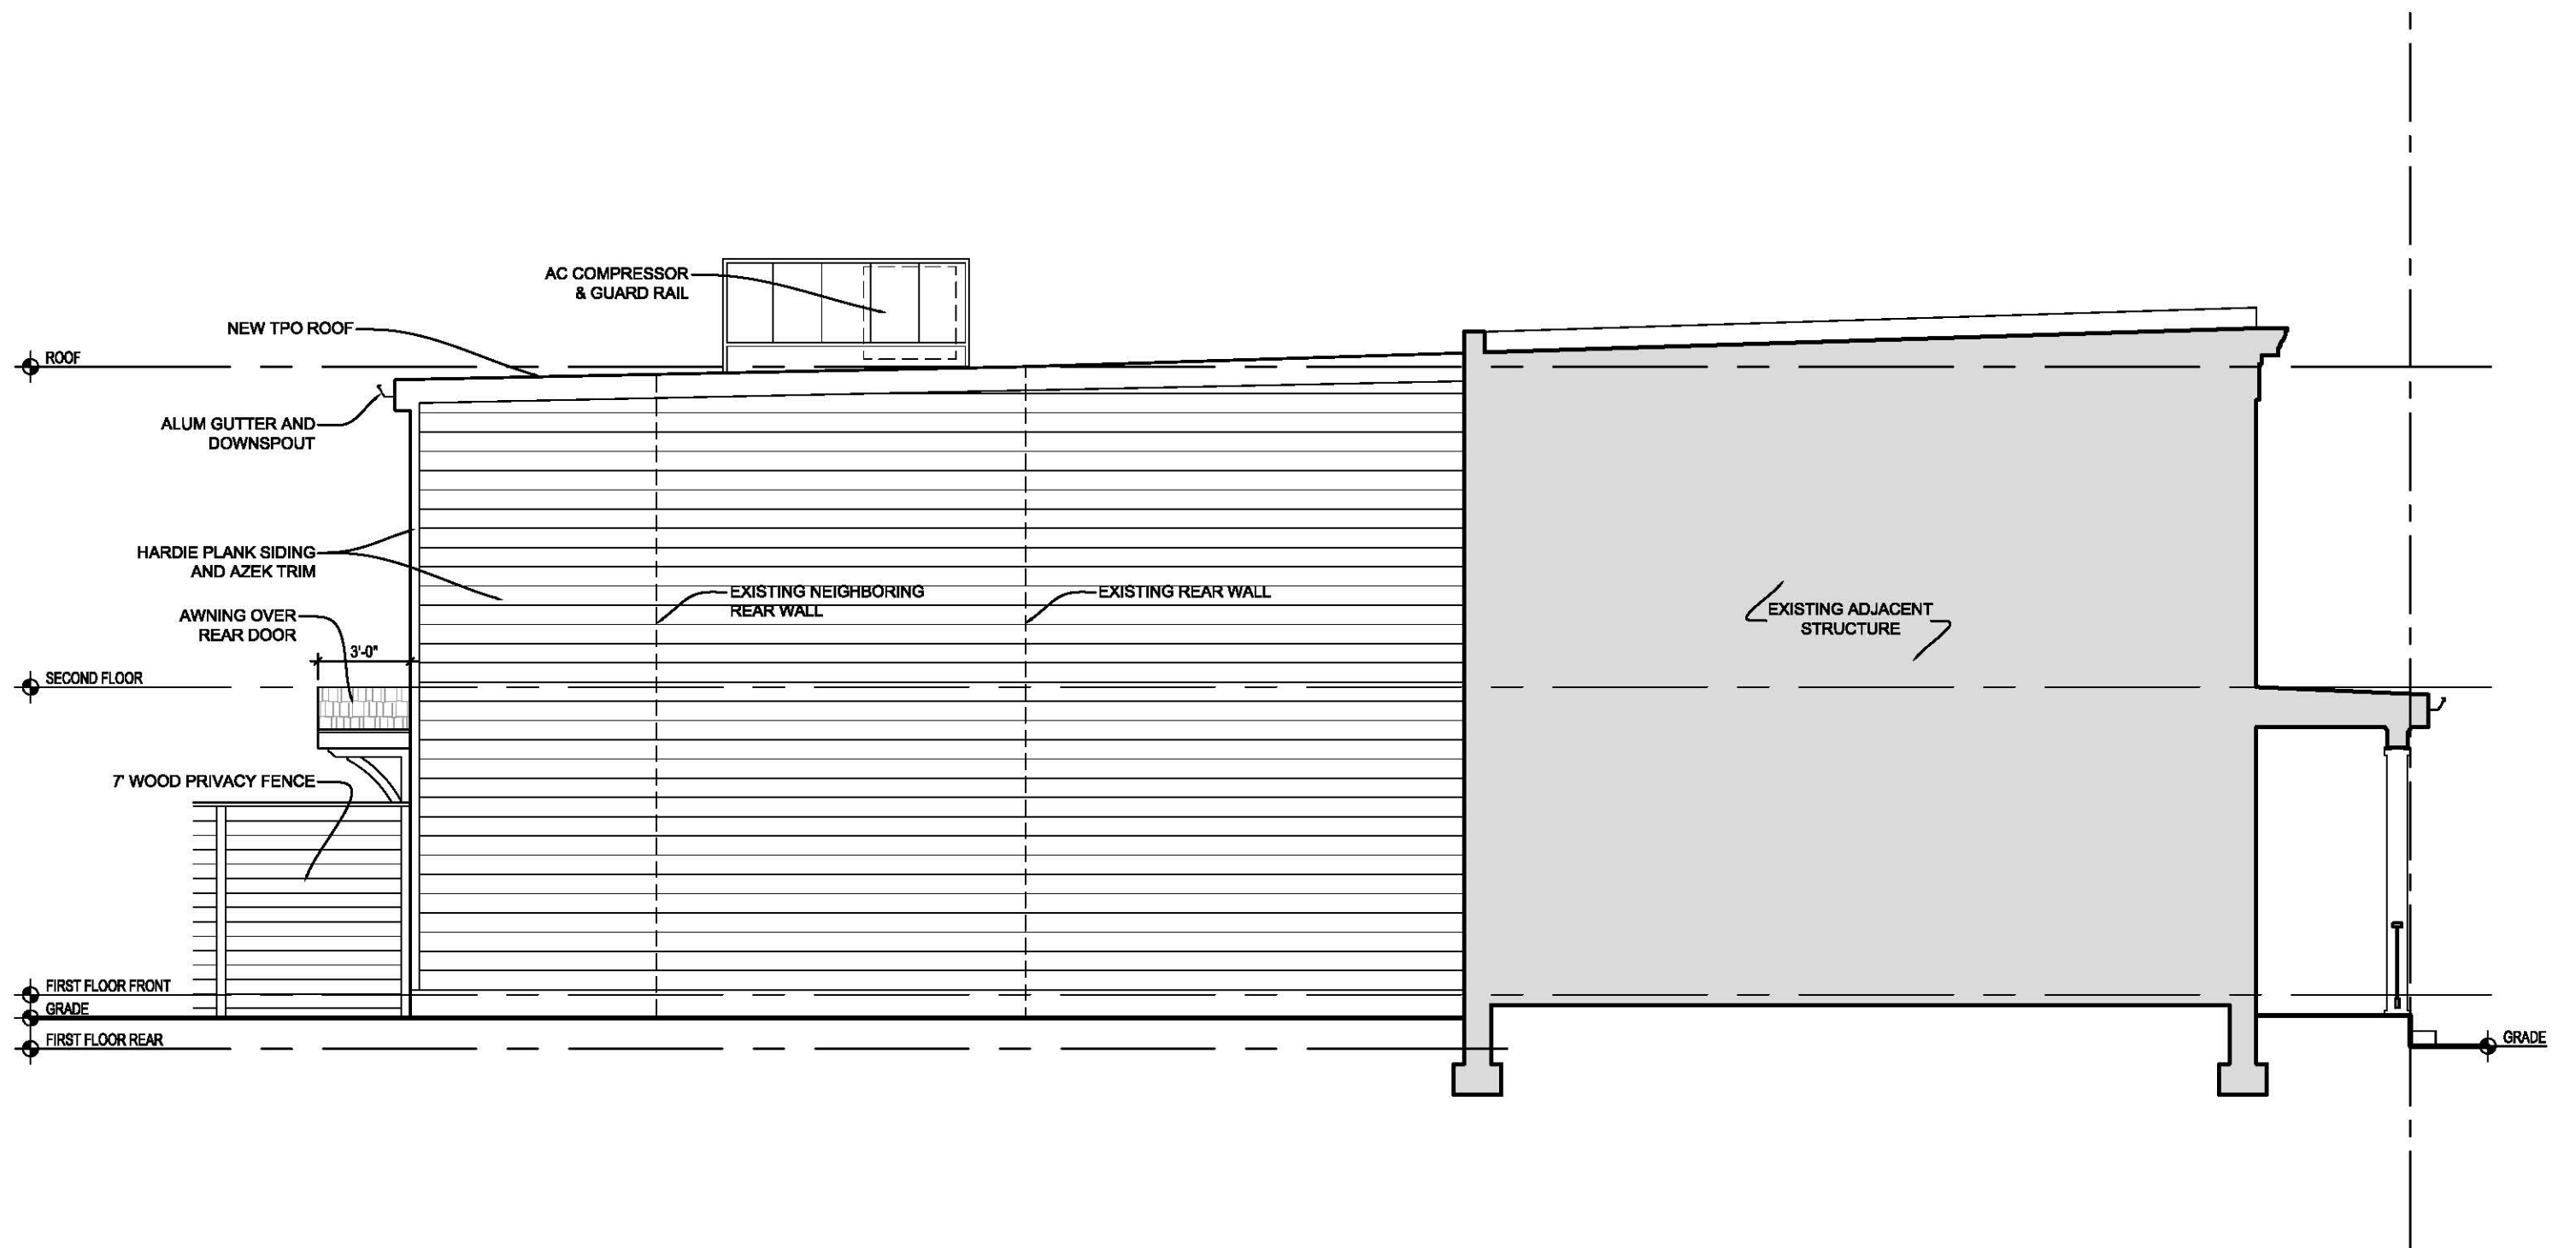 AC COMPRESSOR
& GUARD RAIL
NEW TPO ROOF
ROOF
ALUM GUTTER AND
DOWNSPOUT
HARDIE PLANK SIDING
AND AZEK TRIM
EXISTING NEIGHBORING
REAR WALL
EXISTING REAR WALL
EXISTING ADJACENT
STRUCTURE
AWNING OVER
REAR DOOR
3'-0"
SECOND FLOOR
7' WOOD PRIVACY FENCE
FIRST FLOOR FRONT
GRADE
FIRST FLOOR REAR
GRADE